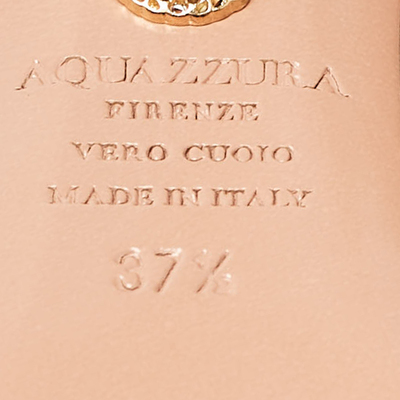 AQUAZZURA
FIRENZE
VERO CUOIO
MADE IN ITALY
37½